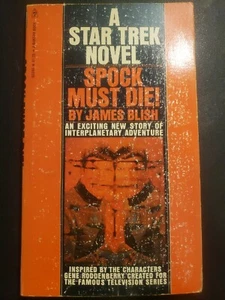 A
STAR TREK
NOVEL
SPOCK
MUST DIE!
BY JAMES BLISH
AN EXCITING NEW STORY OF
INTERPLANETARY ADVENTURE
INSPIRED BY THE CHARACTERS
GENE RODDENBERRY CREATED FOR
THE FAMOUS TELEVISION SERIES